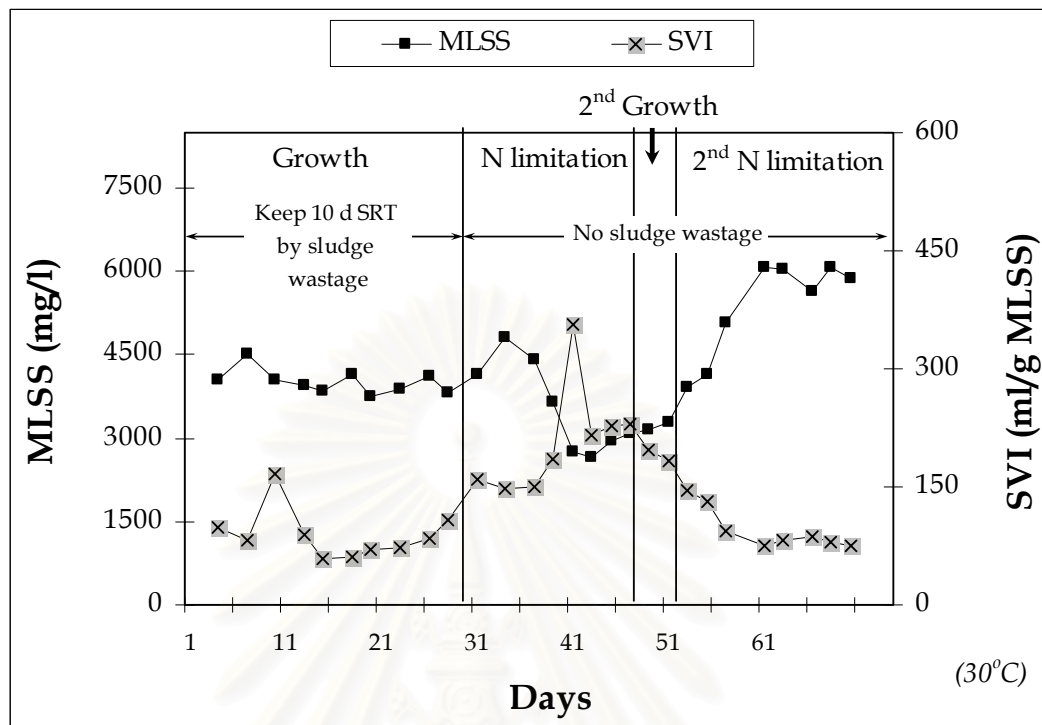 MLSS SVI
2nd Growth
Growth
N limitation
2nd N limitation
Keep 10 d SRT
by sludge
wastage
No sludge wastage
MLSS (mg/l)
7500
6000
4500
3000
1500
0
SVI (ml/g MLSS)
600
450
300
150
0
1 11 21 31 41 51 61
Days
(30°C)